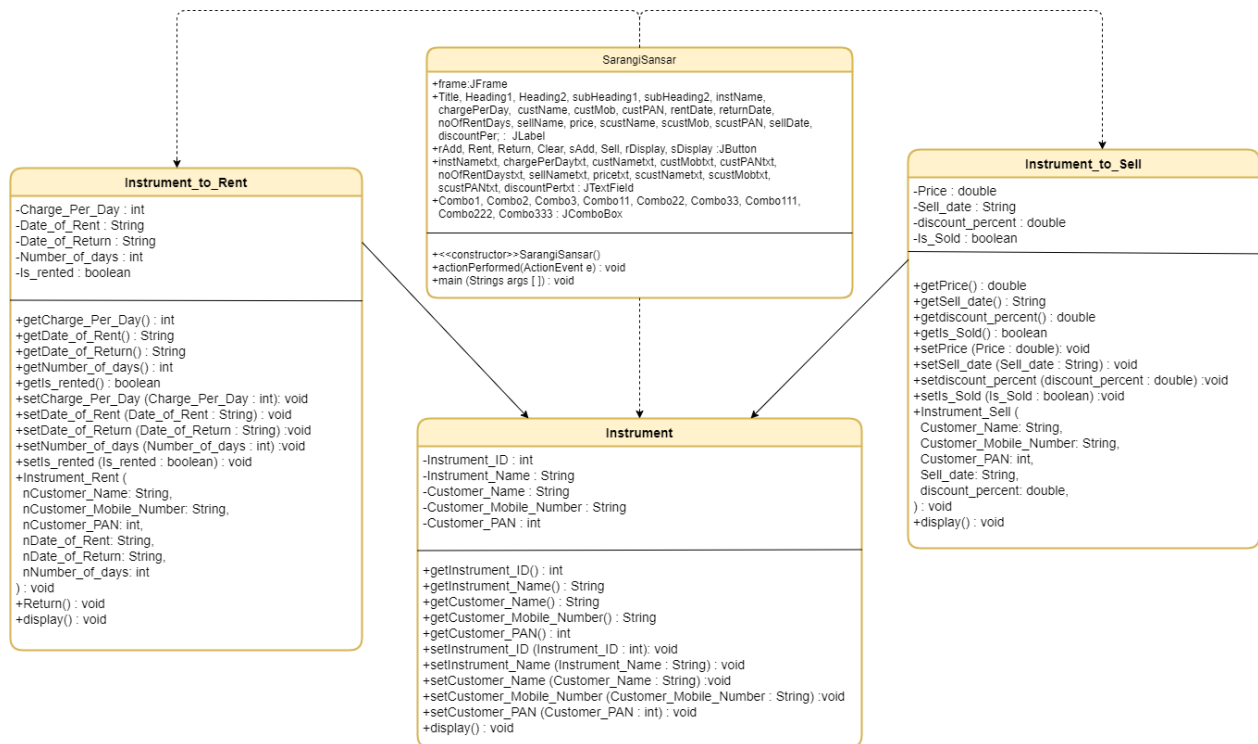 SarangiSansar
+frame:JFrame
+Title, Heading1, Heading2, subHeading1, subHeading2, instName,
chargePerDay, custName, custMob, custPAN, rentDate, returnDate,
noOfRentDays, sellName, price, scustName, scustMob, scustPAN, sellDate,
discountPer; : JLabel
+rAdd, Rent, Return, Clear, sAdd, Sell, rDisplay, sDisplay :JButton
+instNametxt, chargePerDaytxt, custNametxt, custMobtxt, custPANtxt,
noOfRentDaystxt, sellNametxt, pricetxt, scustNametxt, scustMobtxt,
scustPANtxt, discountPertxt : JTextField
+Combo1, Combo2, Combo3, Combo11, Combo22, Combo33, Combo111,
Combo222, Combo333 : JComboBox
+<<constructor>>SarangiSansar()
+actionPerformed(ActionEvent e) : void
+main (Strings args [ ]) : void
Instrument_to_Rent
-Charge_Per_Day : int
-Date_of_Rent : String
-Date_of_Return : String
-Number_of_days : int
-Is_rented : boolean
+getCharge_Per_Day() : int
+getDate_of_Rent() : String
+getDate_of_Return() : String
+getNumber_of_days() : int
+getIs_rented() : boolean
+setCharge_Per_Day (Charge_Per_Day : int): void
+setDate_of_Rent (Date_of_Rent : String) : void
+setDate_of_Return (Date_of_Return : String) :void
+setNumber_of_days (Number_of_days : int) :void
+setIs_rented (Is_rented : boolean) : void
+Instrument_Rent (
nCustomer_Name: String,
nCustomer_Mobile_Number: String,
nCustomer_PAN: int,
nDate_of_Rent: String,
nDate_of_Return: String,
nNumber_of_days: int
) : void
+Return() : void
+display() : void
Instrument_to_Sell
-Price : double
-Sell_date : String
-discount_percent : double
-Is_Sold : boolean
+getPrice() : double
+getSell_date() : String
+getdiscount_percent() : double
+getIs_Sold() : boolean
+setPrice (Price : double): void
+setSell_date (Sell_date : String) : void
+setdiscount_percent (discount_percent : double) :void
+setIs_Sold (Is_Sold : boolean) :void
+Instrument_Sell (
Customer_Name: String,
Customer_Mobile_Number: String,
Customer_PAN: int,
Sell_date: String,
discount_percent: double,
) : void
+display() : void
Instrument
-Instrument_ID : int
-Instrument_Name : String
-Customer_Name : String
-Customer_Mobile_Number : String
-Customer_PAN : int
+getInstrument_ID() : int
+getInstrument_Name() : String
+getCustomer_Name() : String
+getCustomer_Mobile_Number() : String
+getCustomer_PAN() : int
+setInstrument_ID (Instrument_ID : int): void
+setInstrument_Name (Instrument_Name : String) : void
+setCustomer_Name (Customer_Name : String) :void
+setCustomer_Mobile_Number (Customer_Mobile_Number : String) :void
+setCustomer_PAN (Customer_PAN : int) : void
+display() : void